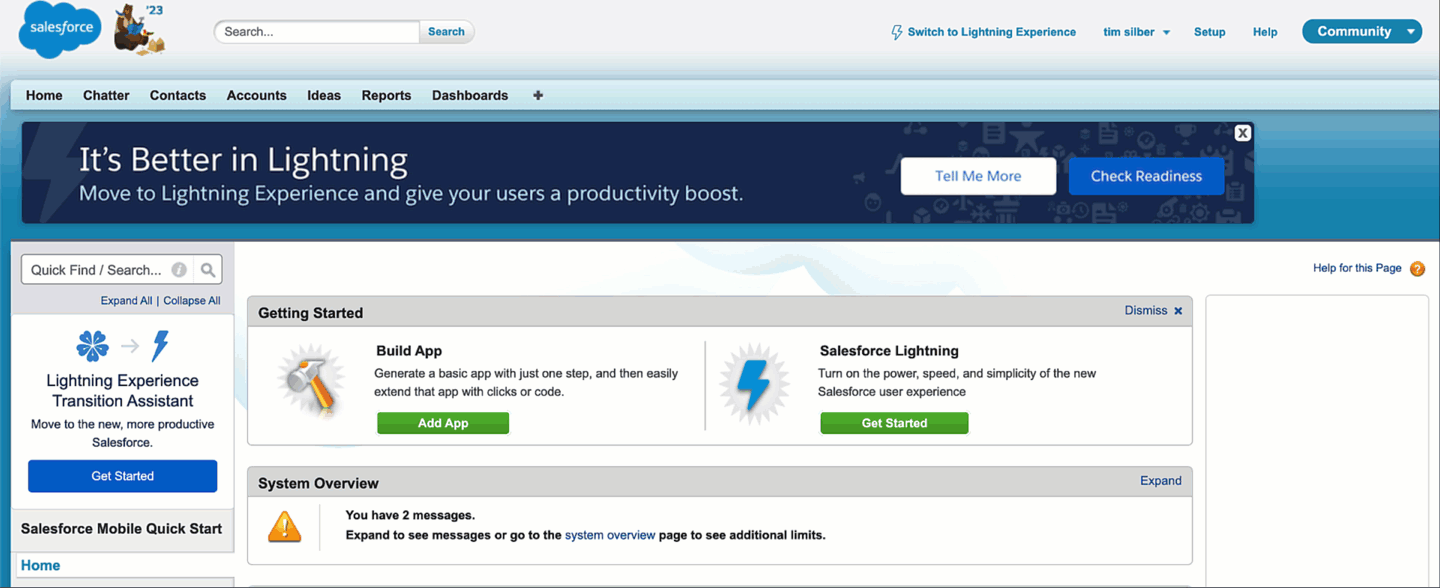 salesforce
'23
Search...
Search
Switch to Lightning Experience
tim silber
Setup
Help
Community
Home
Chatter
Contacts
Accounts
Ideas
Reports
Dashboards
+
It's Better in Lightning
Move to Lightning Experience and give your users a productivity boost.
Tell Me More
Check Readiness
X
Quick Find / Search...
i
Expand All | Collapse All
Lightning Experience
Transition Assistant
Move to the new, more productive
Salesforce.
Get Started
Salesforce Mobile Quick Start
Home
Help for this Page
?
Getting Started
Dismiss x
Build App
Generate a basic app with just one step, and then easily
extend that app with clicks or code.
Add App
Salesforce Lightning
Turn on the power, speed, and simplicity of the new
Salesforce user experience
Get Started
System Overview
Expand
You have 2 messages.
Expand to see messages or go to the system overview page to see additional limits.